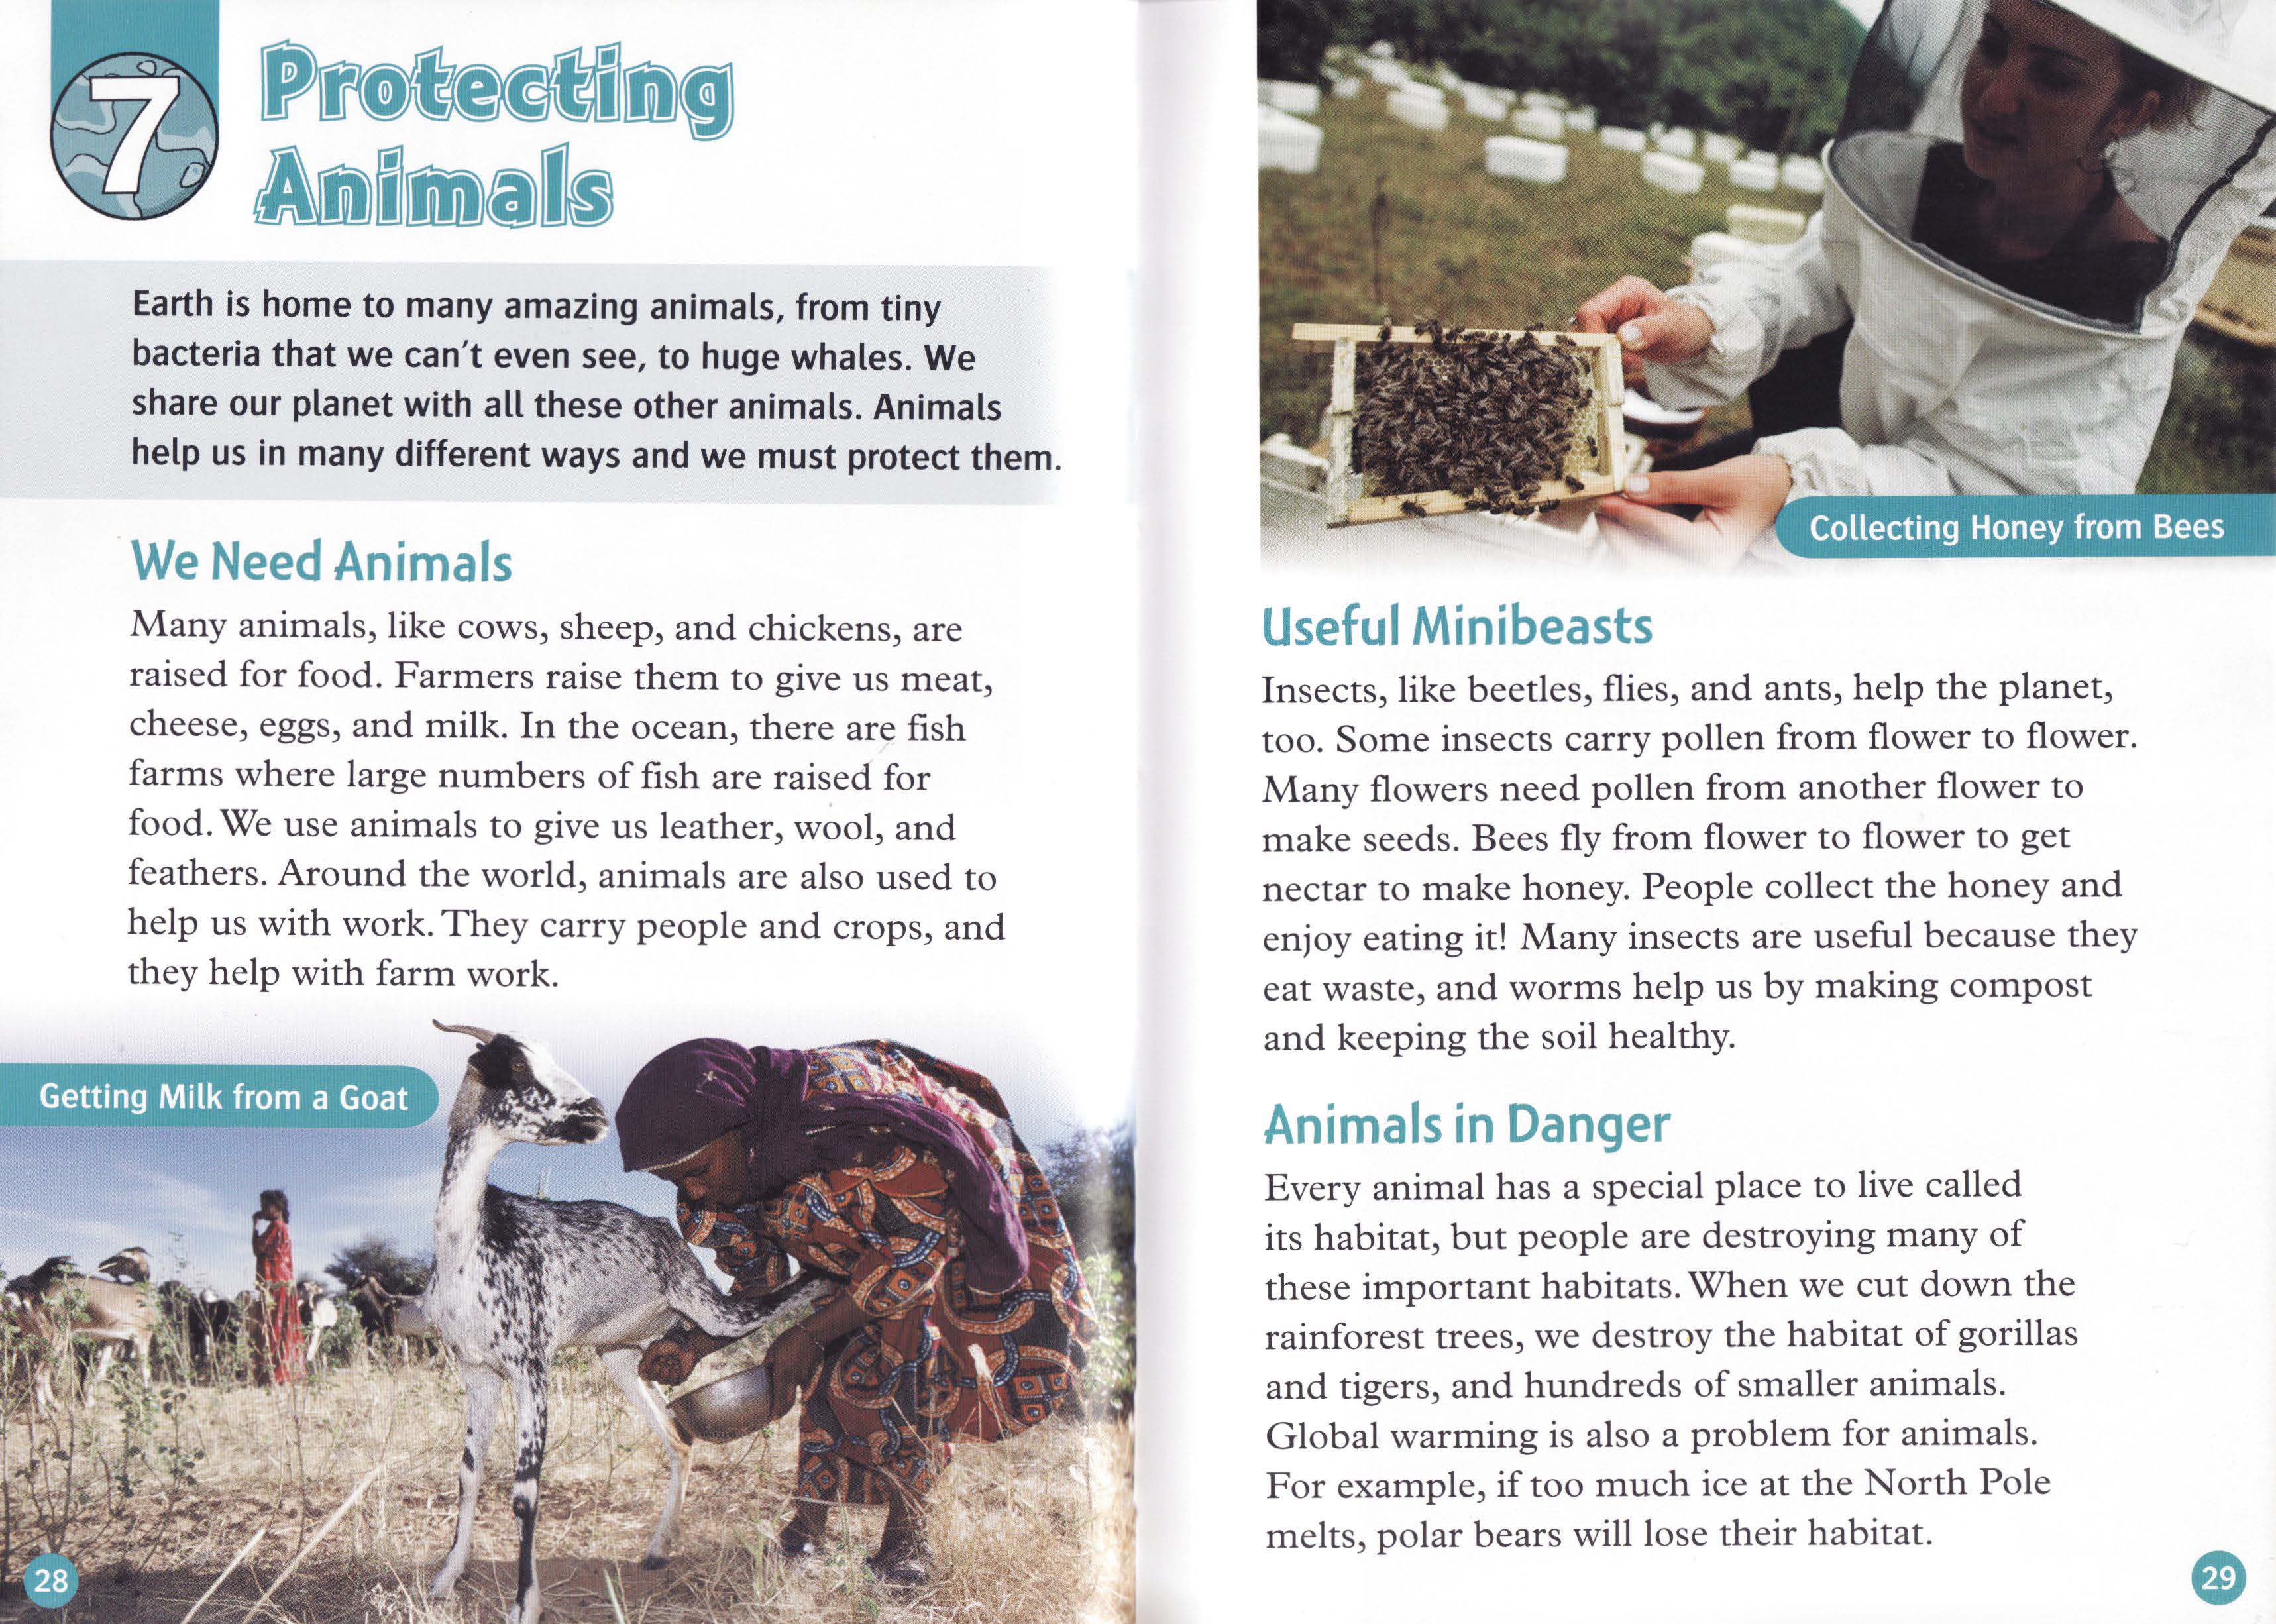 7
Protecting
Animals
Earth is home to many amazing animals, from tiny
bacteria that we can't even see, to huge whales. We
share our planet with all these other animals. Animals
help us in many different ways and we must protect them.
We Need Animals
Many animals, like cows, sheep, and chickens, are
raised for food. Farmers raise them to give us meat,
cheese, eggs, and milk. In the ocean, there are fish
farms where large numbers of fish are raised for
food. We use animals to give us leather, wool, and
feathers. Around the world, animals are also used to
help us with work. They carry people and crops, and
they help with farm work.
Getting Milk from a Goat
28
Collecting Honey from Bees
Useful Minibeasts
Insects, like beetles, flies, and ants, help the planet,
too. Some insects carry pollen from flower to flower.
Many flowers need pollen from another flower to
make seeds. Bees fly from flower to flower to get
nectar to make honey. People collect the honey and
enjoy eating it! Many insects are useful because they
eat waste, and worms help us by making compost
and keeping the soil healthy.
Animals in Danger
Every animal has a special place to live called
its habitat, but people are destroying many of
these important habitats. When we cut down the
rainforest trees, we destroy the habitat of gorillas
and tigers, and hundreds of smaller animals.
Global warming is also a problem for animals.
For example, if too much ice at the North Pole
melts, polar bears will lose their habitat.
29